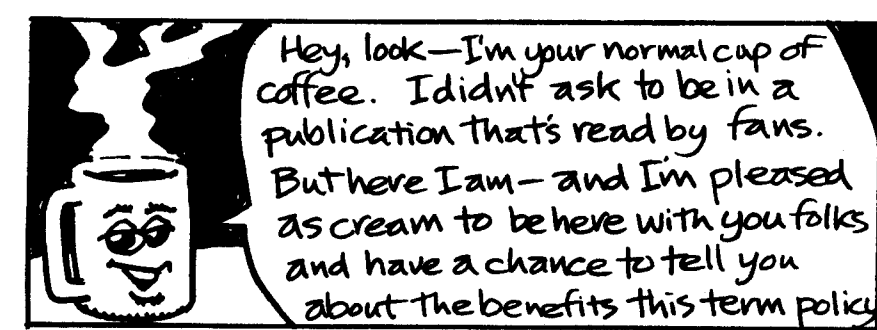 Hey, look—I'm your normal cup of
coffee. I didn't ask to be in a
publication that's read by fans.
But here I am—and I'm pleased
as cream to be here with you folks
and have a chance to tell you
about the benefits this term policy